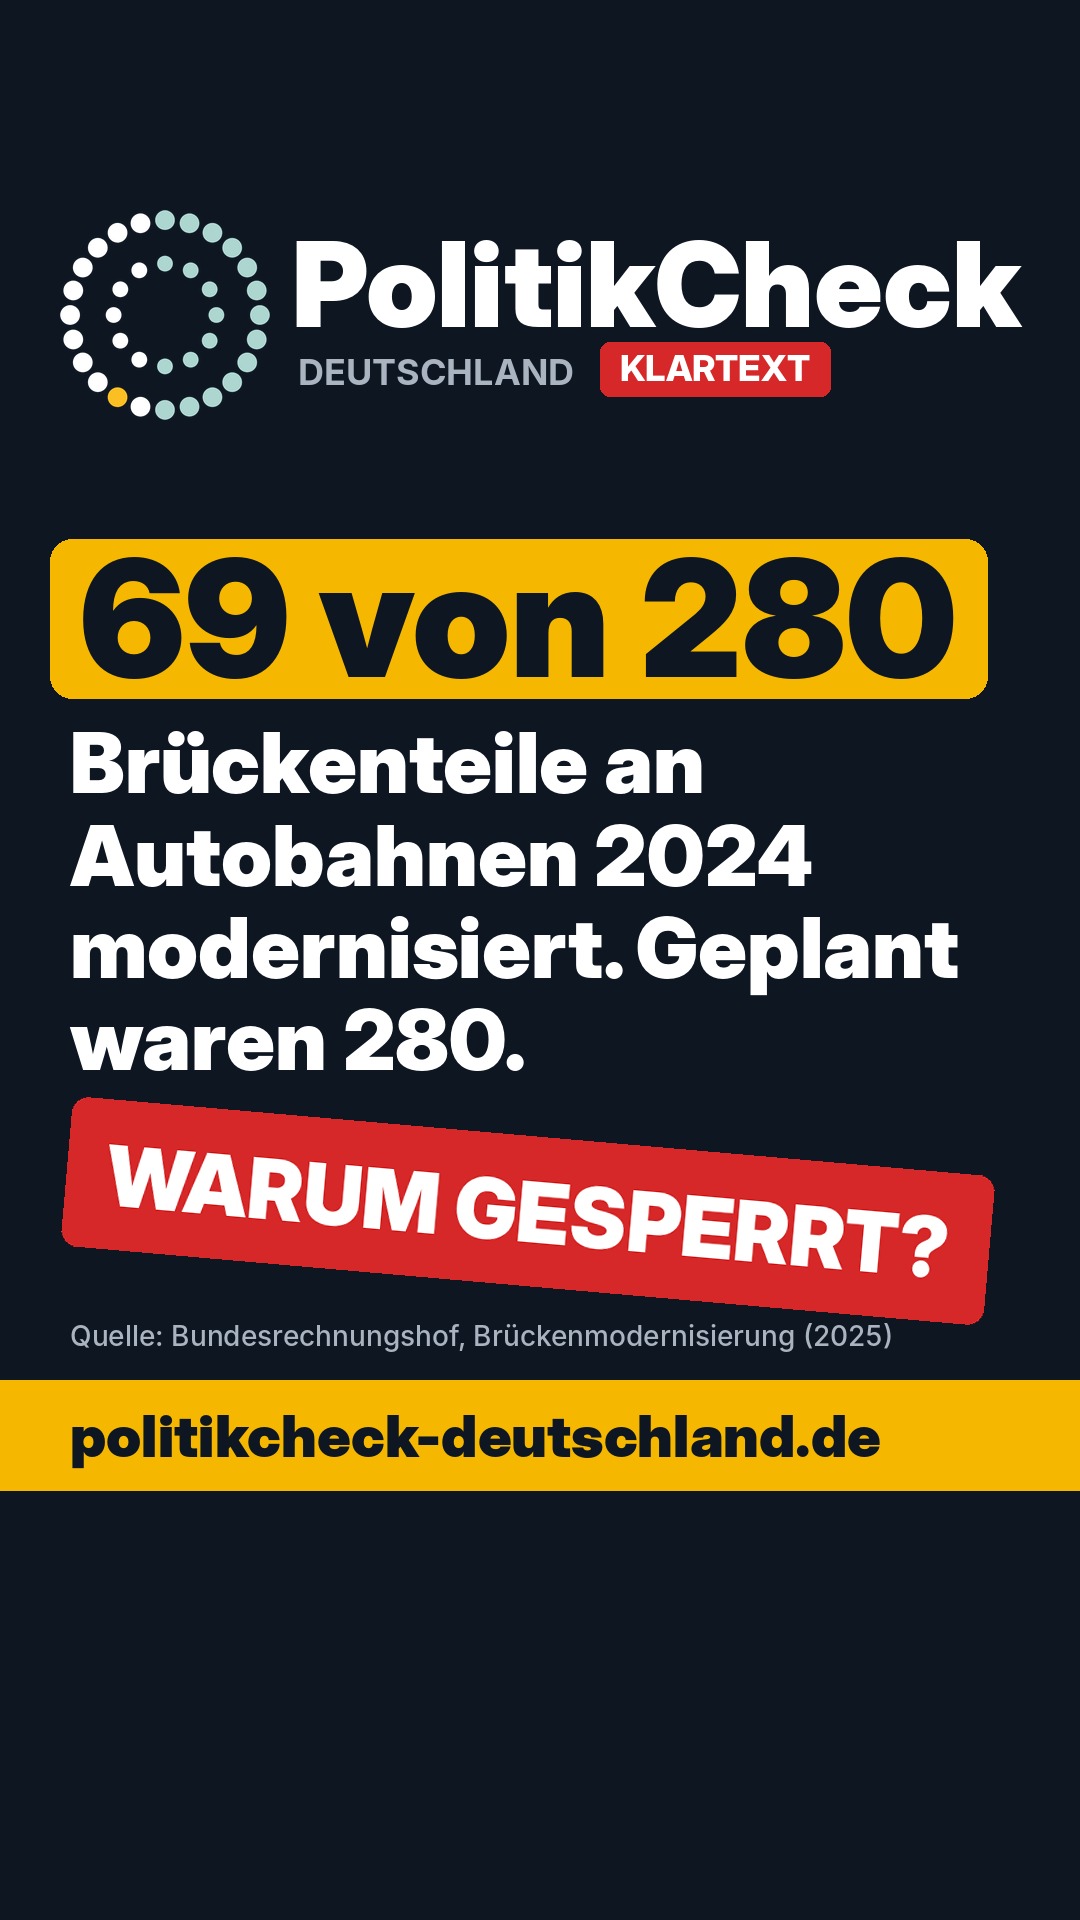 PolitikCheck
DEUTSCHLAND KLARTEXT
69 von 280
Brückenteile an
Autobahnen 2024
modernisiert. Geplant
waren 280.
WARUM GESPERRT?
Quelle: Bundesrechnungshof, Brückenmodernisierung (2025)
politikcheck-deutschland.de